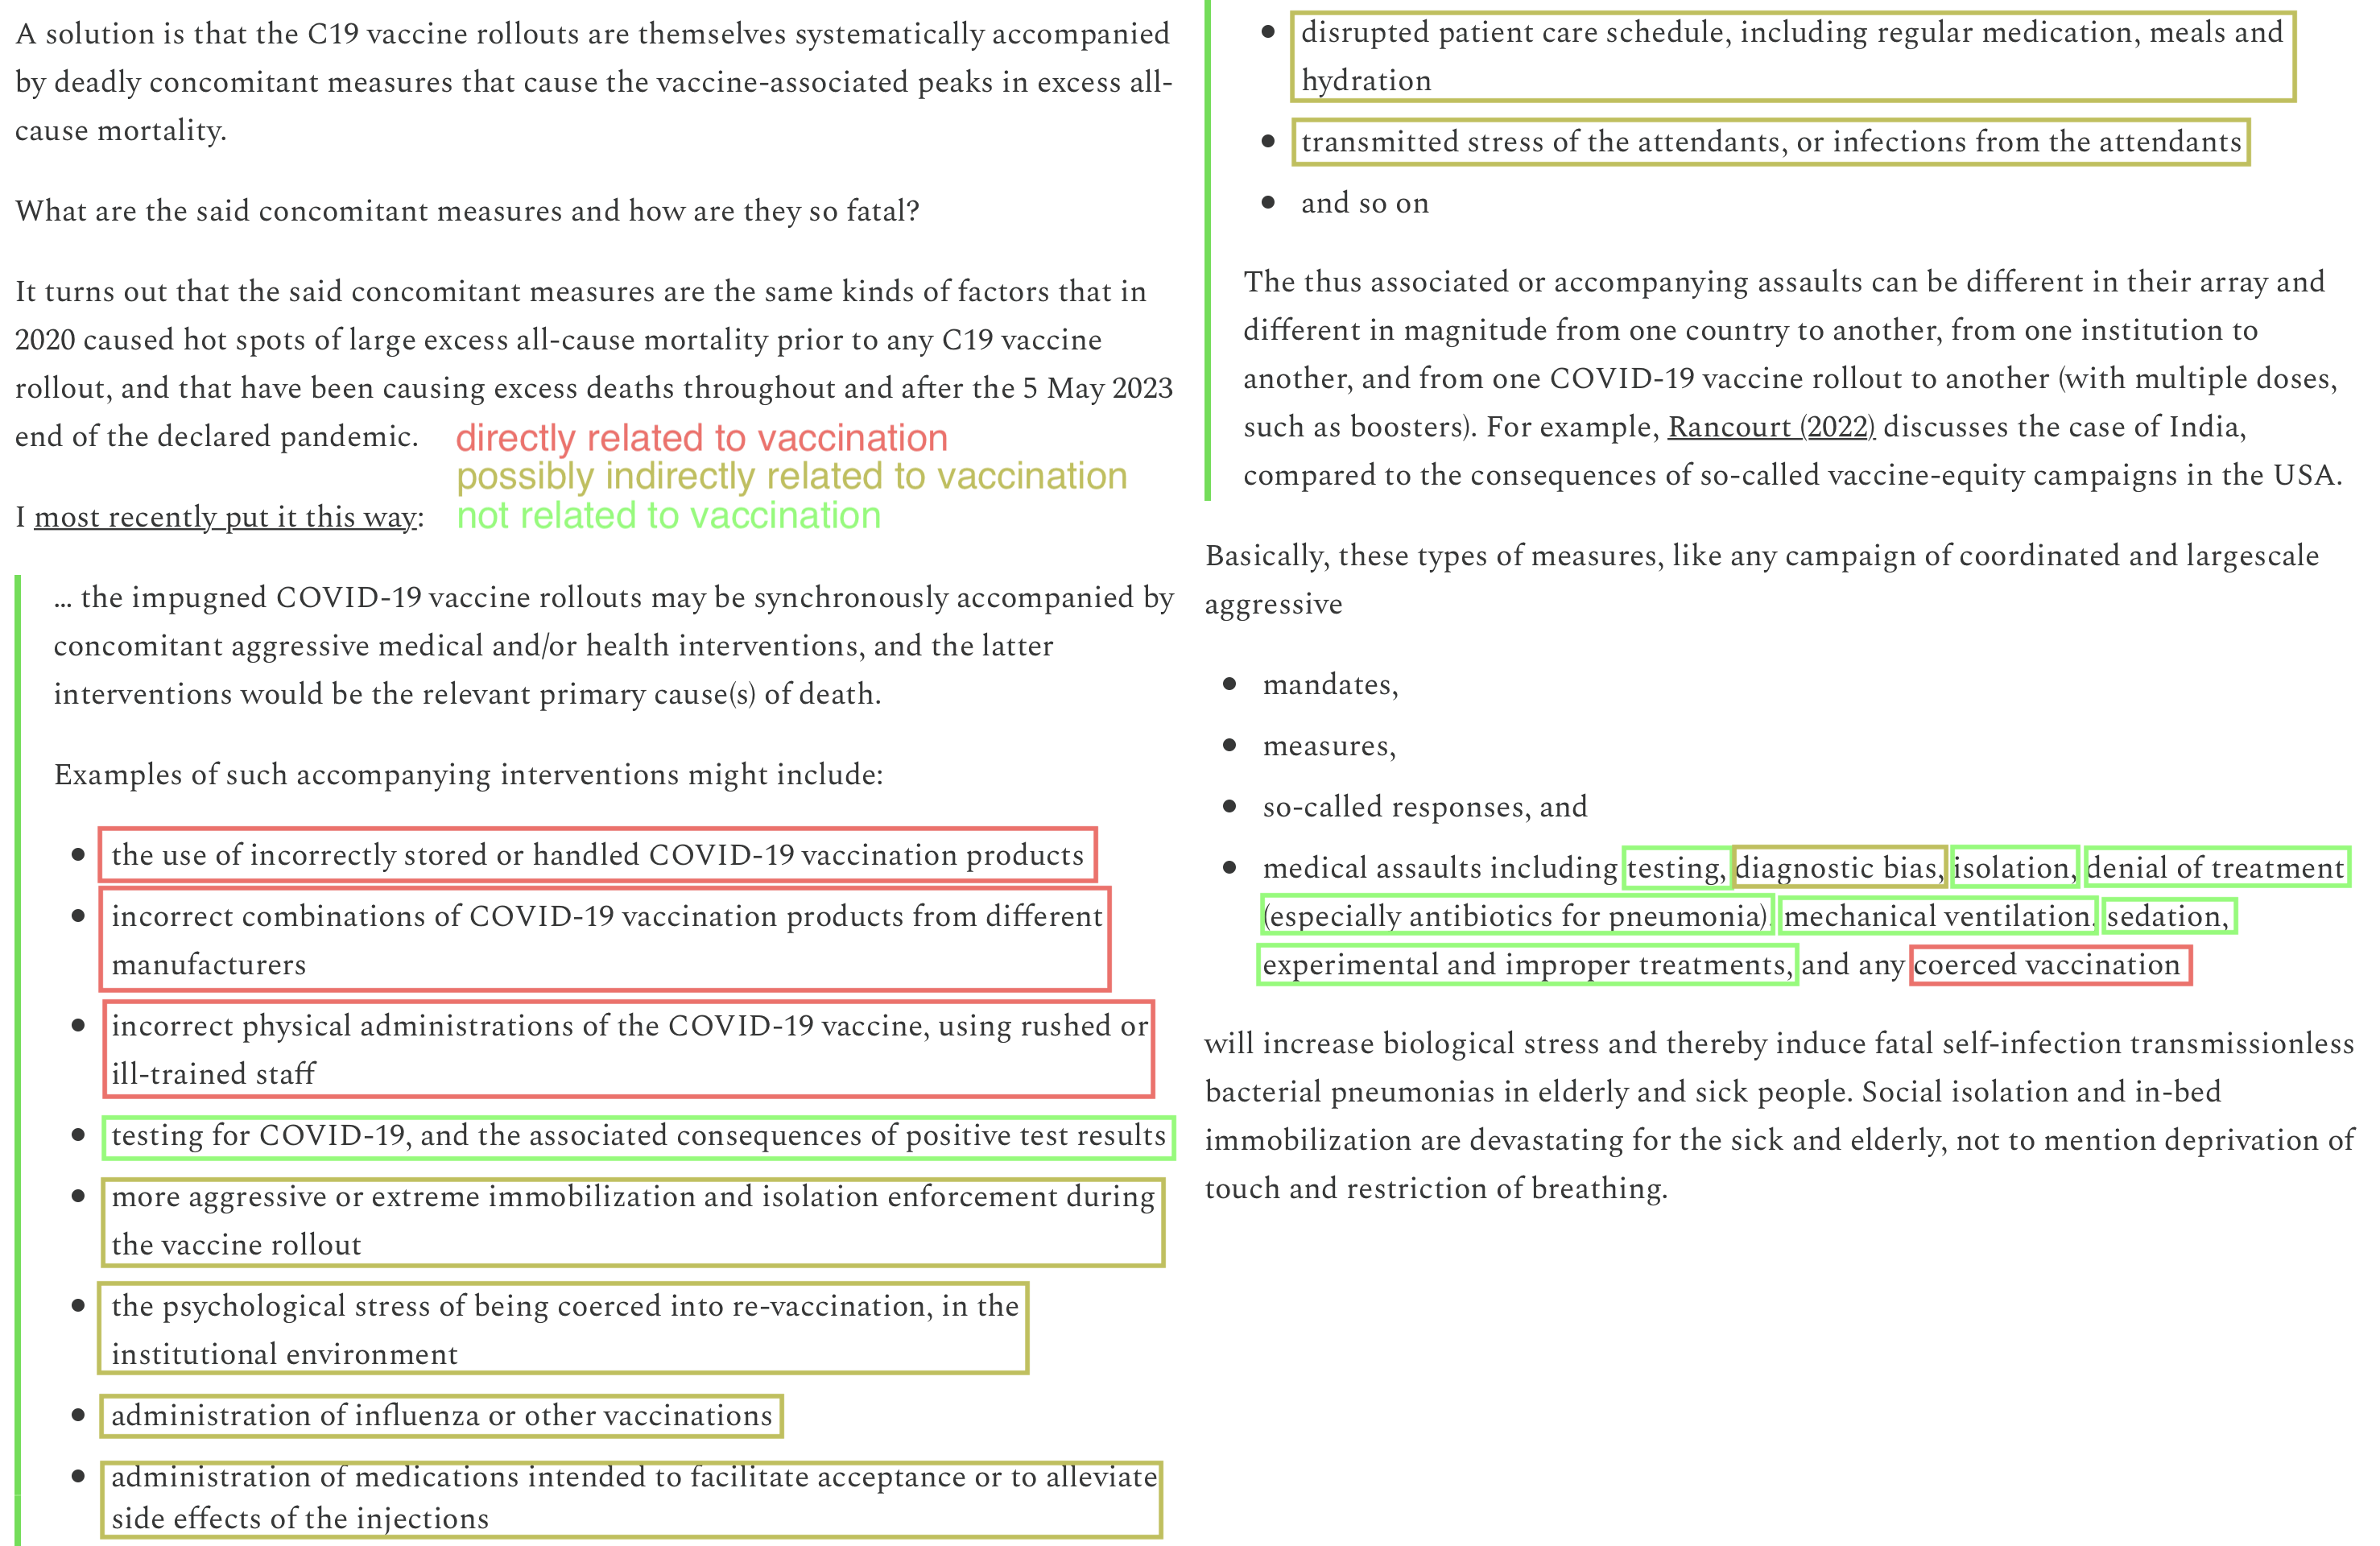 A solution is that the C19 vaccine rollouts are themselves systematically accompanied
by deadly concomitant measures that cause the vaccine-associated peaks in excess all-
cause mortality.
What are the said concomitant measures and how are they so fatal?
It turns out that the said concomitant measures are the same kinds of factors that in
2020 caused hot spots of large excess all-cause mortality prior to any C19 vaccine
rollout, and that have been causing excess deaths throughout and after the 5 May 2023
end of the declared pandemic.
directly related to vaccination
possibly indirectly related to vaccination
not related to vaccination
I most recently put it this way:
... the impugned COVID-19 vaccine rollouts may be synchronously accompanied by
concomitant aggressive medical and/or health interventions, and the latter
interventions would be the relevant primary cause(s) of death.
Examples of such accompanying interventions might include:
• the use of incorrectly stored or handled COVID-19 vaccination products
• incorrect combinations of COVID-19 vaccination products from different
manufacturers
• incorrect physical administrations of the COVID-19 vaccine, using rushed or
ill-trained staff
• testing for COVID-19, and the associated consequences of positive test results
• more aggressive or extreme immobilization and isolation enforcement during
the vaccine rollout
• the psychological stress of being coerced into re-vaccination, in the
institutional environment
• administration of influenza or other vaccinations
• administration of medications intended to facilitate acceptance or to alleviate
side effects of the injections
• disrupted patient care schedule, including regular medication, meals and
hydration
• transmitted stress of the attendants, or infections from the attendants
• and so on
The thus associated or accompanying assaults can be different in their array and
different in magnitude from one country to another, from one institution to
another, and from one COVID-19 vaccine rollout to another (with multiple doses,
such as boosters). For example, Rancourt (2022) discusses the case of India,
compared to the consequences of so-called vaccine-equity campaigns in the USA.
Basically, these types of measures, like any campaign of coordinated and largescale
aggressive
• mandates,
• measures,
• so-called responses, and
• medical assaults including testing, diagnostic bias, isolation, denial of treatment
(especially antibiotics for pneumonia), mechanical ventilation, sedation,
experimental and improper treatments, and any coerced vaccination
will increase biological stress and thereby induce fatal self-infection transmissionless
bacterial pneumonias in elderly and sick people. Social isolation and in-bed
immobilization are devastating for the sick and elderly, not to mention deprivation of
touch and restriction of breathing.